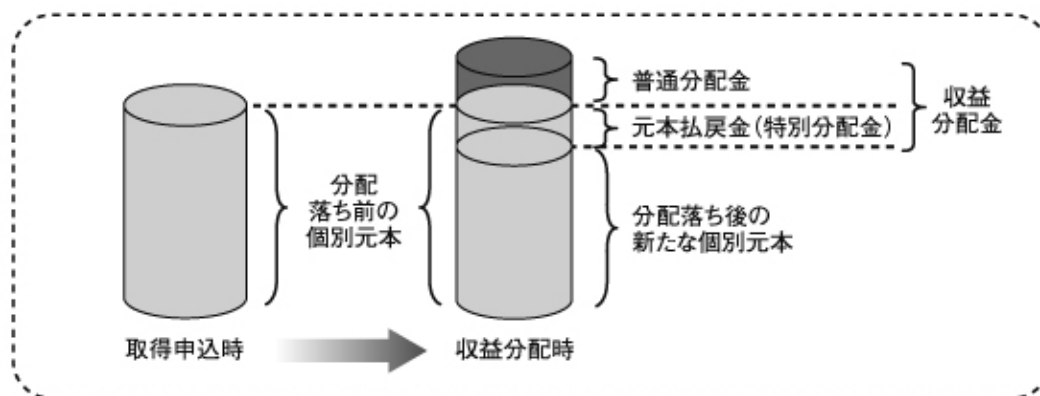 普通分配金
元本払戻金(特別分配金)
収益
分配金
分配
落ち前の
個別元本
分配落ち後の
新たな個別元本
取得申込時
収益分配時